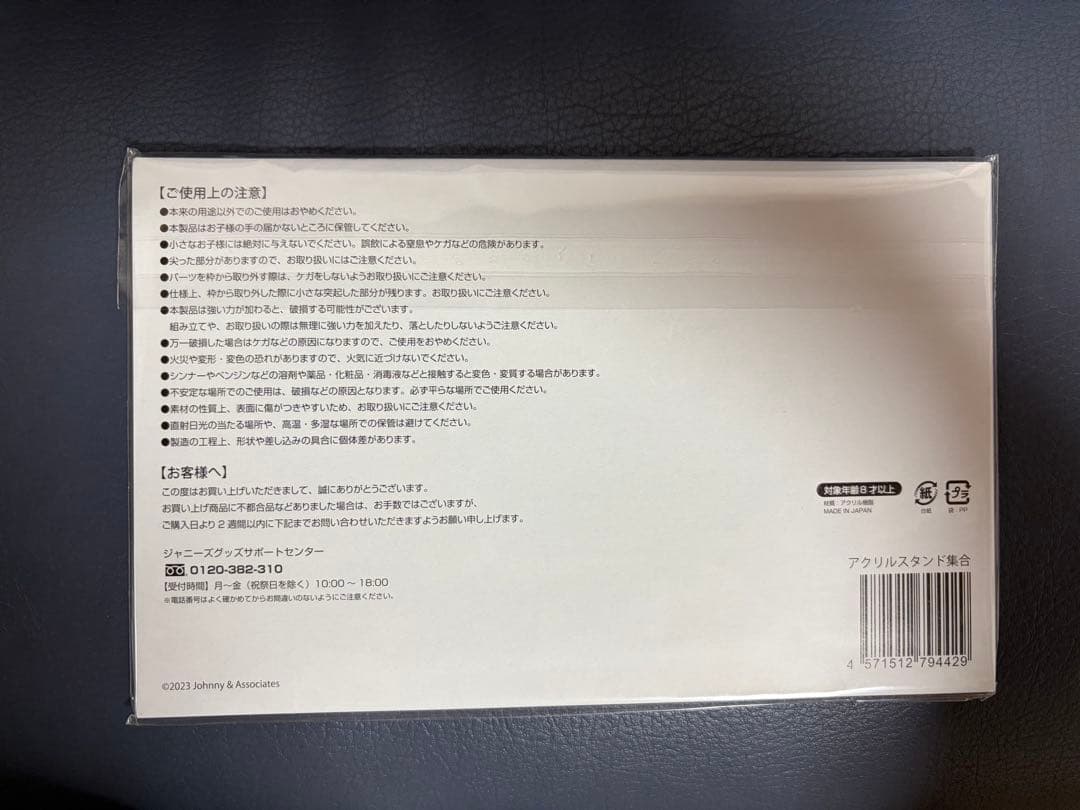 【ご使用上の注意】
●本来の用途以外でのご使用はおやめください。
●本製品はお子様の手の届かないところに保管してください。
●小さなお子様には絶対に与えないでください。誤飲による窒息やケガなどの危険があります。
●尖った部分がありますので、お取り扱いにはご注意ください。
●パーツを枠から取り外す際は、ケガをしないようお取り扱いにご注意ください。
●仕様上、枠から取り外した際に小さな突起した部分が残ります。お取り扱いにご注意ください。
●本製品は強い力が加わると、破損する可能性がございます。
組み立てや、お取り扱いの際は無理に強い力を加えたり、落としたりしないようご注意ください。
●万一破損した場合はケガなどの原因になりますので、ご使用をおやめください。
●火災や変形・変色の恐れがありますので、火気に近づけないでください。
●シンナーやベンジンなどの溶剤や薬品・化粧品・消毒液などと接触すると変色・変質する場合があります。
●不安定な場所でのご使用は、破損などの原因となります。必ず平らな場所でご使用ください。
●素材の性質上、表面に傷がつきやすいため、お取り扱いにご注意ください。
●直射日光の当たる場所や、高温・多湿な場所での保管は避けてください。
●製造の工程上、形状や差し込みの具合に個体差があります。
【お客様へ】
この度はお買い上げいただきまして、誠にありがとうございます。
お買い上げ商品に不都合品などありました場合は、お手数ではございますが、
ご購入日より2週間以内に下記までお問い合わせいただきますようお願い申し上げます。
ジャニーズグッズサポートセンター
0120-382-310
【受付時間】月～金（祝祭日を除く）10:00～18:00
※電話番号はよく確かめてからお間違いのないようにご注意ください。
©2023 Johnny & Associates
対象年齢8才以上
材質：アクリル樹脂
MADE IN JAPAN
紙
台紙
プラ
袋：PP
アクリルスタンド集合
4 571512 794429